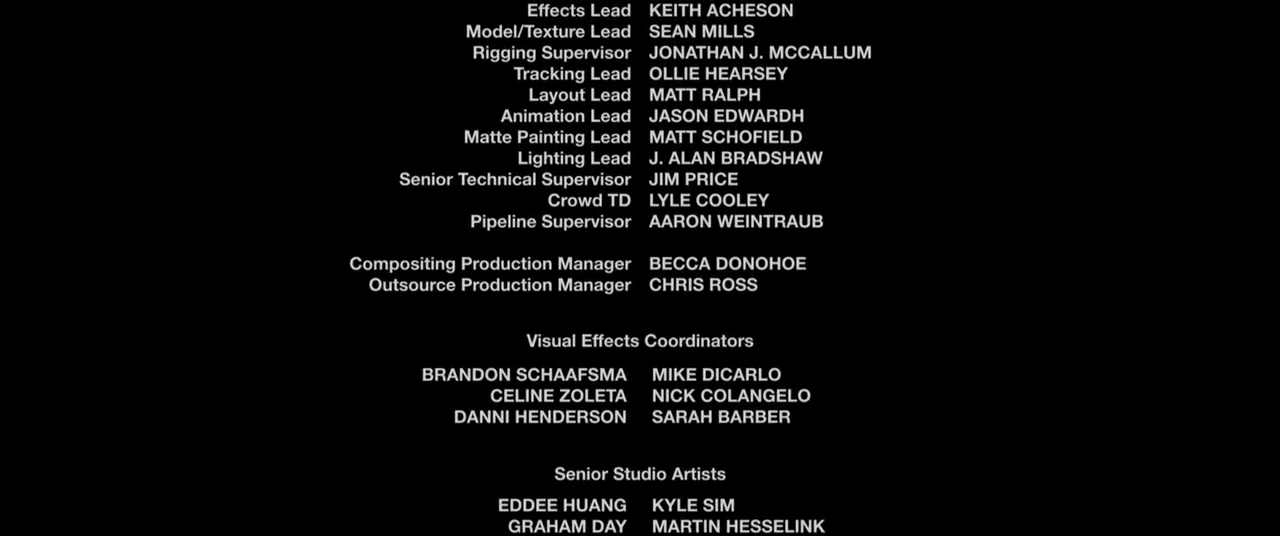 Effects Lead KEITH ACHESON
Model/Texture Lead SEAN MILLS
Rigging Supervisor JONATHAN J. MCCALLUM
Tracking Lead OLLIE HEARSEY
Layout Lead MATT RALPH
Animation Lead JASON EDWARDH
Matte Painting Lead MATT SCHOFIELD
Lighting Lead J. ALAN BRADSHAW
Senior Technical Supervisor JIM PRICE
Crowd TD LYLE COOLEY
Pipeline Supervisor AARON WEINTRAUB
Compositing Production Manager BECCA DONOHOE
Outsource Production Manager CHRIS ROSS
Visual Effects Coordinators
BRANDON SCHAAFSMA MIKE DICARLO
CELINE ZOLETA NICK COLANGELO
DANNI HENDERSON SARAH BARBER
Senior Studio Artists
EDDEE HUANG KYLE SIM
GRAHAM DAY MARTIN HESSELINK